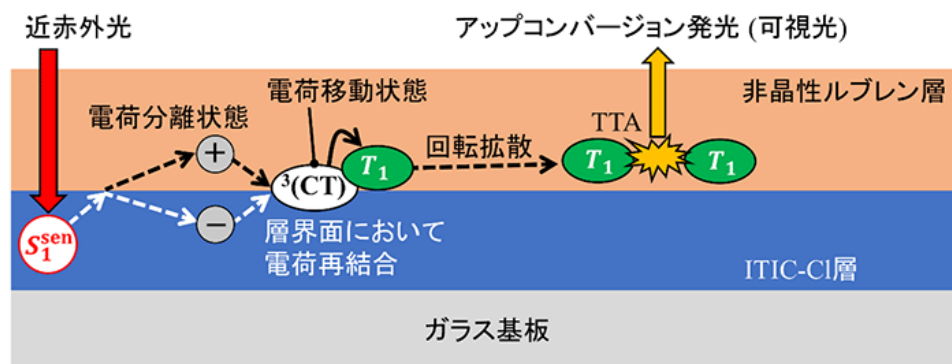 近赤外光
アップコンバージョン発光 (可視光)
電荷移動状態
非晶性ルブレン層
電荷分離状態
TTA
+
回転拡散
³(CT)
T₁
T₁
T₁
−
S₁ˢᵉⁿ
層界面において
電荷再結合
ITIC-Cl層
ガラス基板